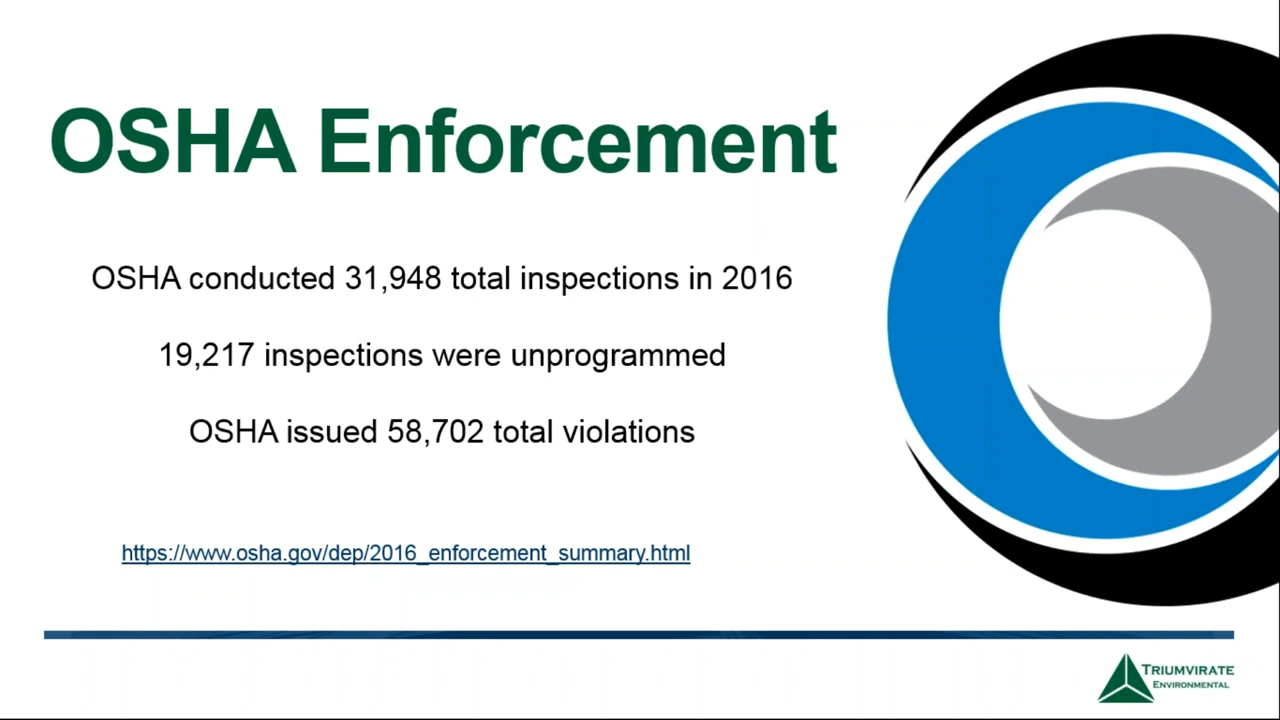 OSHA Enforcement
OSHA conducted 31,948 total inspections in 2016
19,217 inspections were unprogrammed
OSHA issued 58,702 total violations
https://www.osha.gov/dep/2016_enforcement_summary.html
TRIUMVIRATE
ENVIRONMENTAL